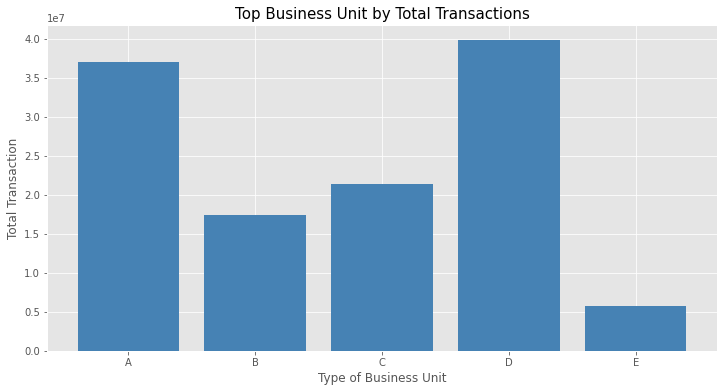 Top Business Unit by Total Transactions
1e7
4.0
3.5
3.0
2.5
2.0
1.5
1.0
0.5
0.0
Total Transaction
A B C D E
Type of Business Unit